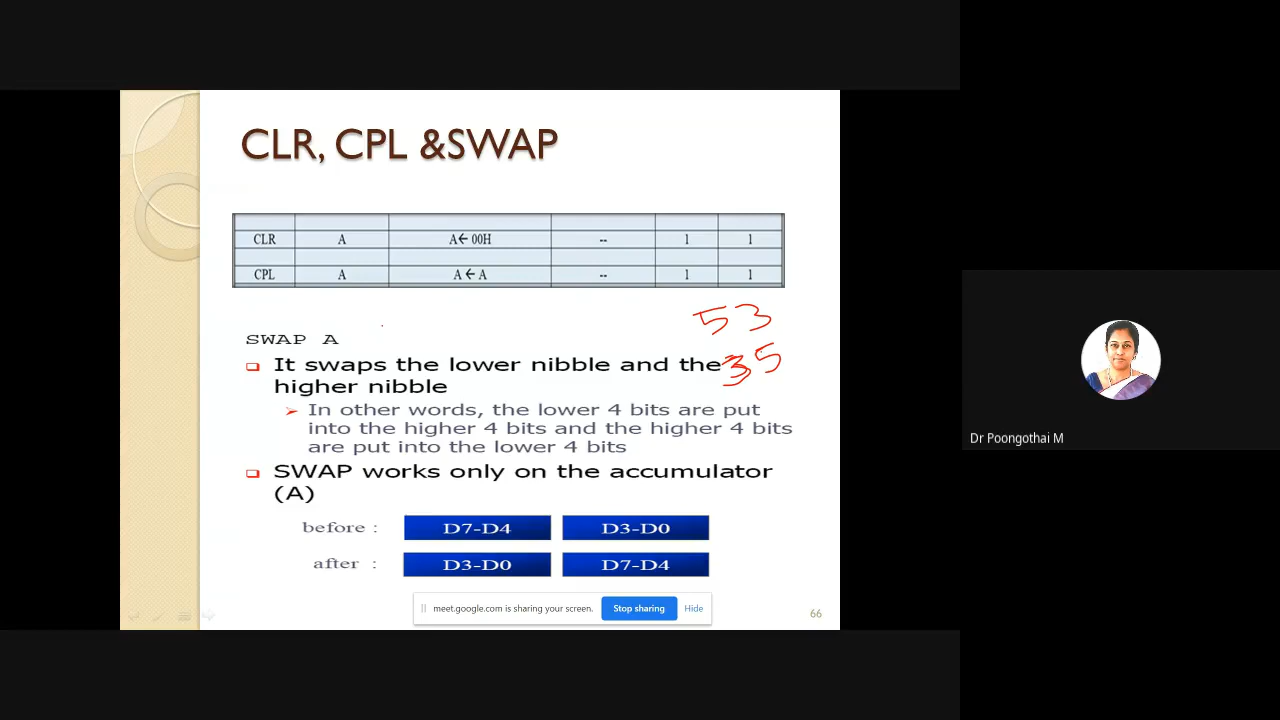 CLR, CPL &SWAP
CLR A A← 00H -- 1 1
CPL A A ← A -- 1 1
53
SWAP A
35
It swaps the lower nibble and the
higher nibble
In other words, the lower 4 bits are put
into the higher 4 bits and the higher 4 bits
are put into the lower 4 bits
SWAP works only on the accumulator
(A)
before : D7-D4 D3-D0
after : D3-D0 D7-D4
meet.google.com is sharing your screen. Stop sharing Hide
66
Dr Poongothai M